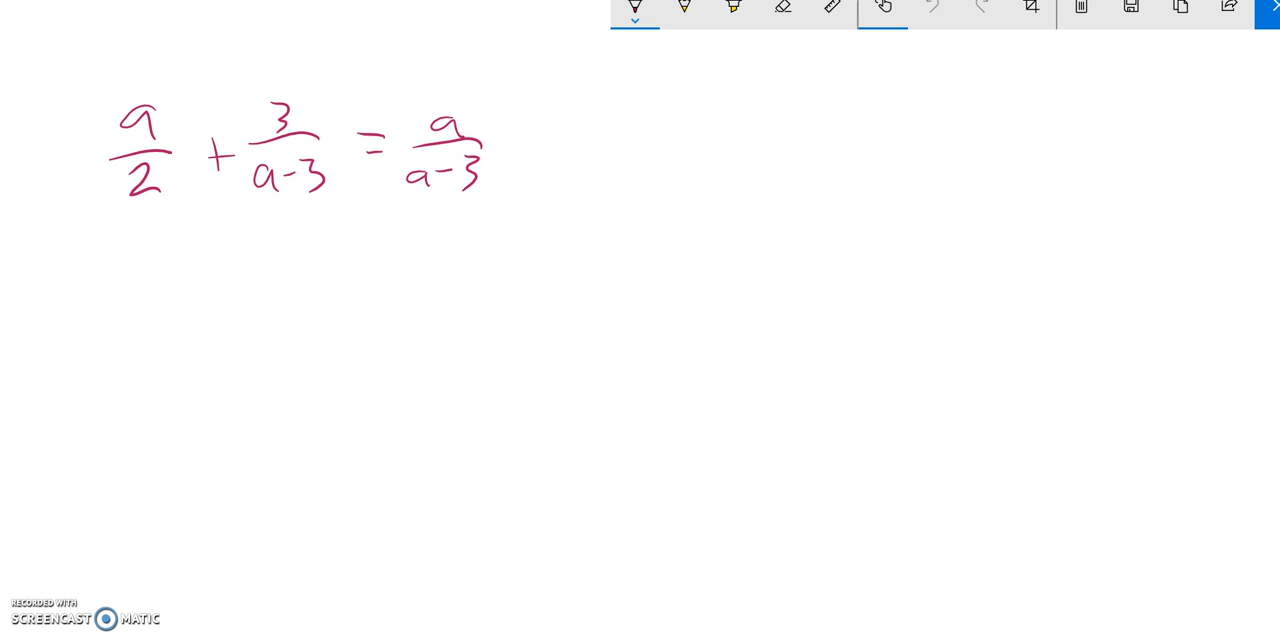 a/2 + 3/(a-3) = a/(a-3)
RECORDED WITH
SCREENCAST MATIC